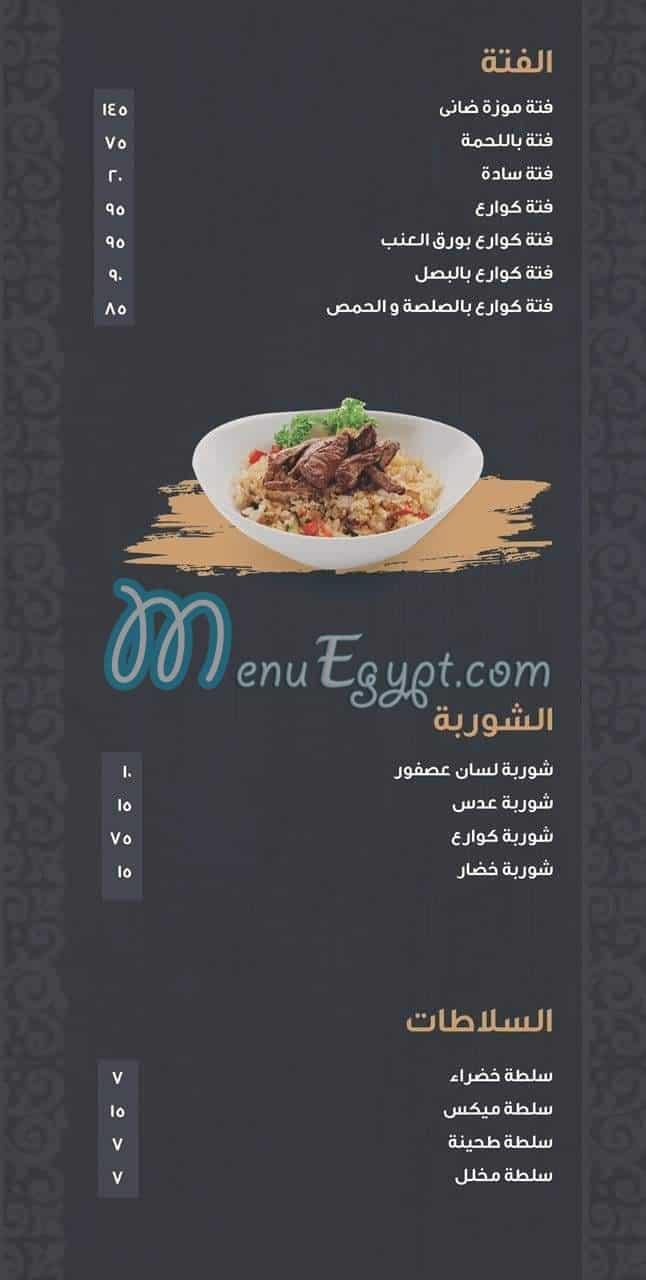 الفتة
فتة موزة ضانى ١٤٥
فتة باللحمة ٧٥
فتة سادة ٢٠
فتة كوارع ٩٥
فتة كوارع بورق العنب ٩٥
فتة كوارع بالبصل ٩٠
فتة كوارع بالصلصة و الحمص ٨٥
MenuEgypt.com
الشوربة
شوربة لسان عصفور ١٠
شوربة عدس ١٥
شوربة كوارع ٧٥
شوربة خضار ١٥
السلاطات
سلطة خضراء ٧
سلطة ميكس ١٥
سلطة طحينة ٧
سلطة مخلل ٧